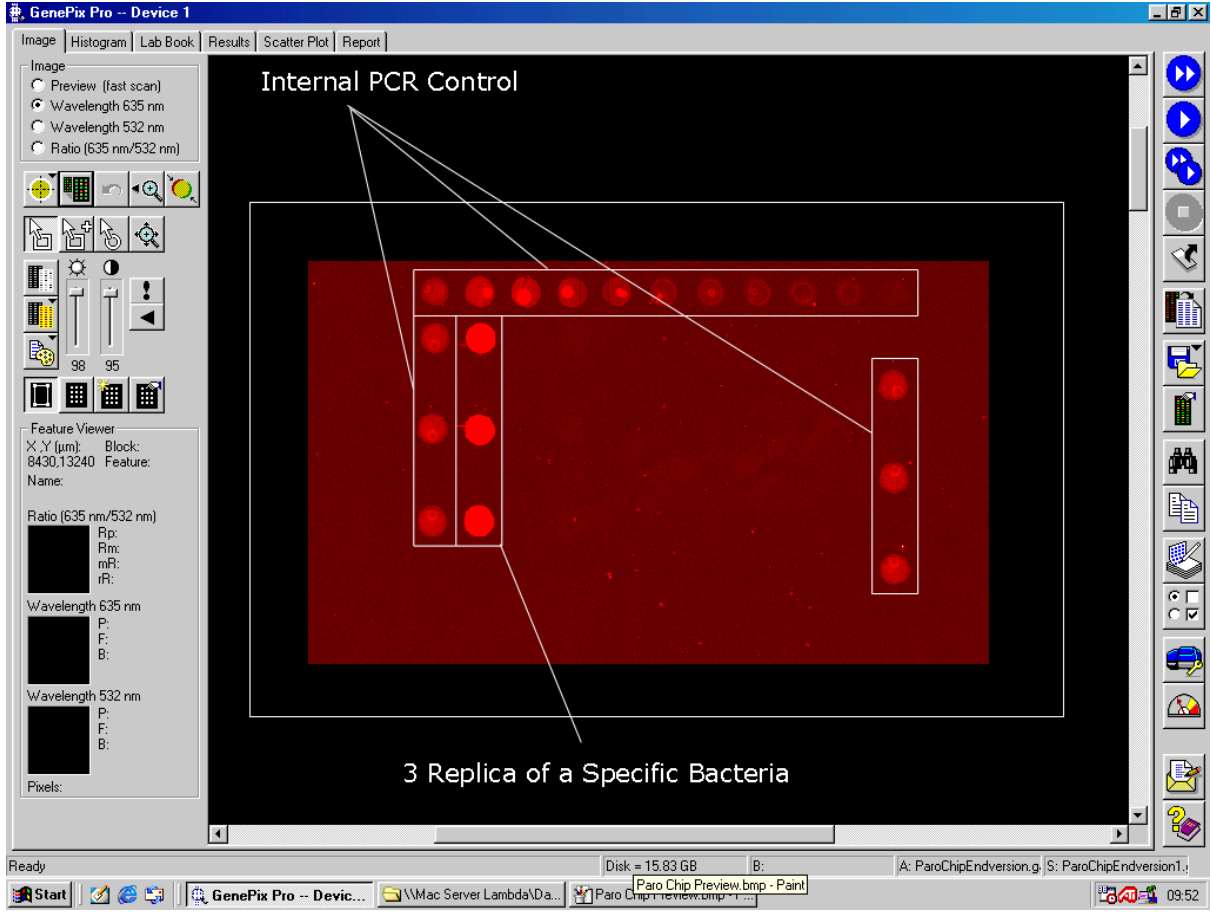 GenePix Pro -- Device 1
Image Histogram Lab Book Results Scatter Plot Report
Image
Preview (fast scan)
Wavelength 635 nm
Wavelength 532 nm
Ratio (635 nm/532 nm)
98 95
Feature Viewer
X ,Y (µm): Block:
8430,13240 Feature:
Name:
Ratio (635 nm/532 nm)
Rp:
Rm:
mR:
rR:
Wavelength 635 nm
P:
F:
B:
Wavelength 532 nm
P:
F:
B:
Pixels:
Internal PCR Control
3 Replica of a Specific Bacteria
Ready Disk = 15.83 GB B: A: ParoChipEndversion.g S: ParoChipEndversion1.
Paro Chip Preview.bmp - Paint
Start GenePix Pro -- Devic... \\Mac Server Lambda\Da... Paro Chip Preview.bmp - P... 09:52